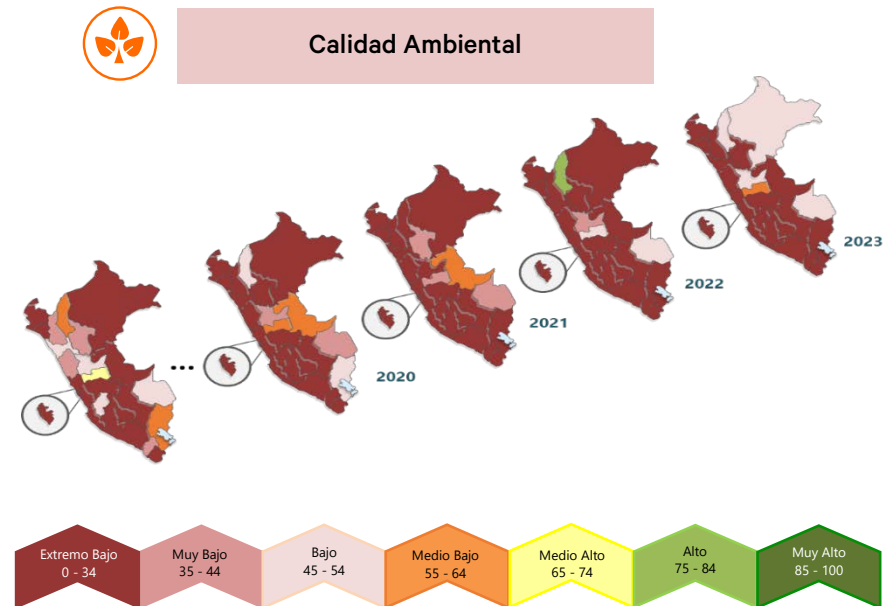 Calidad Ambiental
2023
2022
2021
...
2020
Extremo Bajo
0 - 34
Muy Bajo
35 - 44
Bajo
45 - 54
Medio Bajo
55 - 64
Medio Alto
65 - 74
Alto
75 - 84
Muy Alto
85 - 100